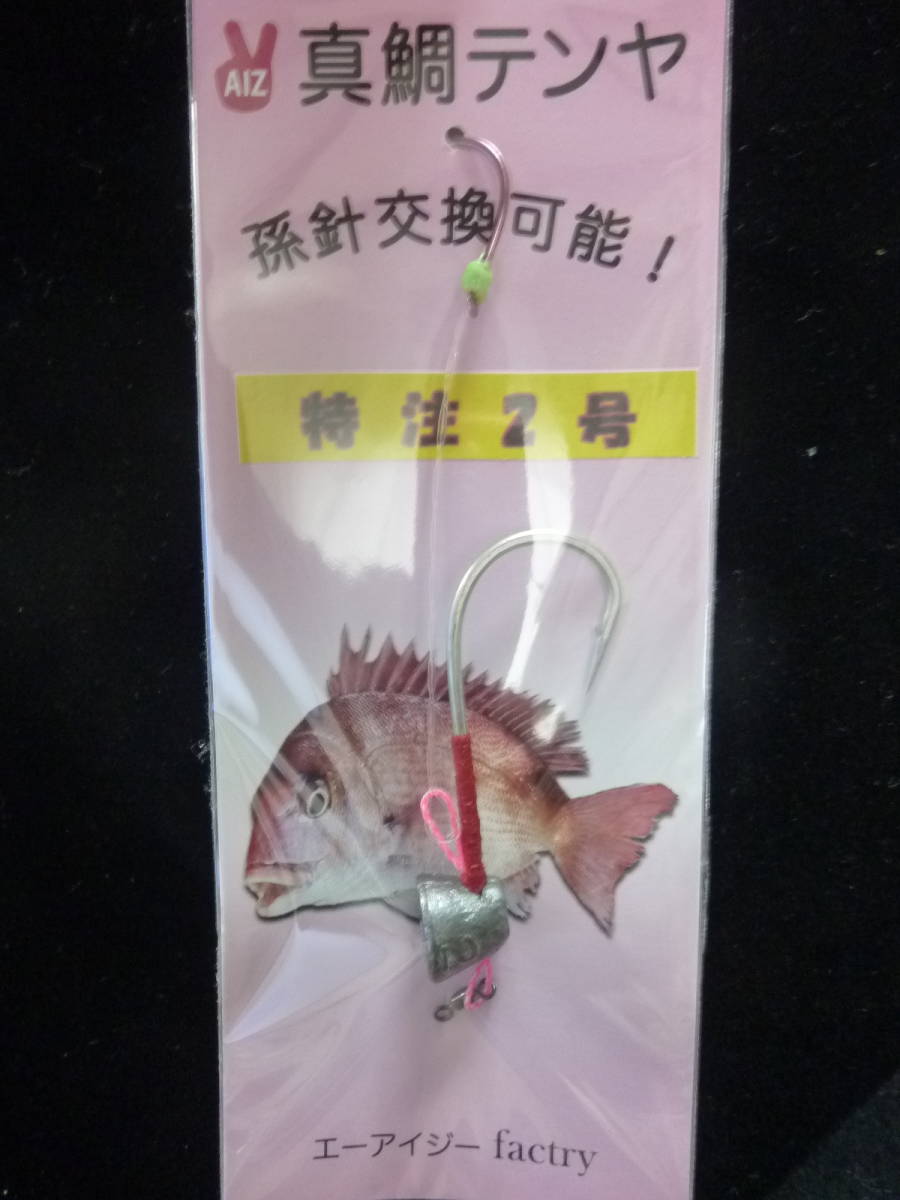 AIZ 真鯛テンヤ
孫針交換可能！
特注2号
エーアイジー factry